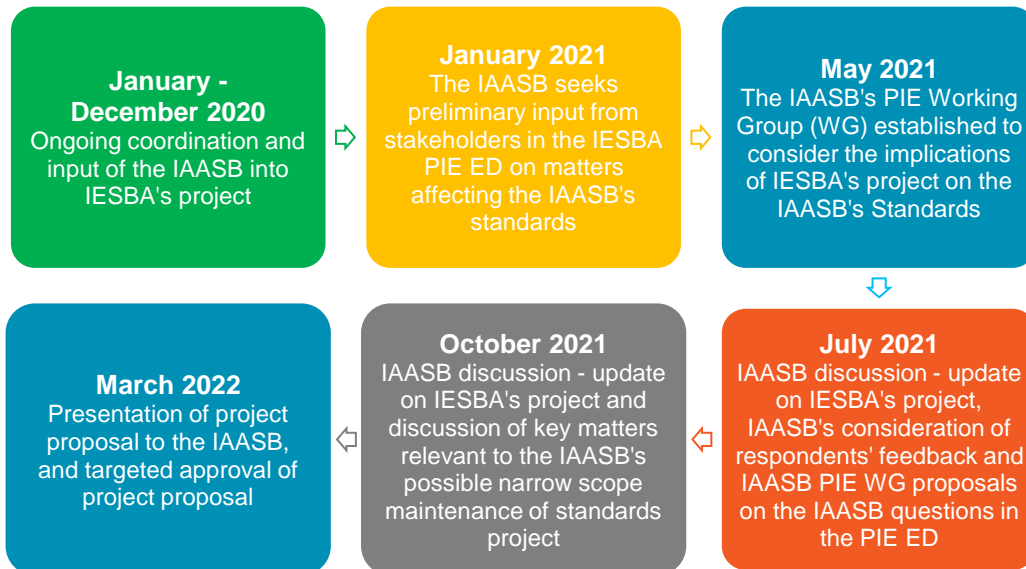 January -
December 2020
Ongoing coordination and
input of the IAASB into
IESBA's project
January 2021
The IAASB seeks
preliminary input from
stakeholders in the IESBA
PIE ED on matters
affecting the IAASB's
standards
May 2021
The IAASB's PIE Working
Group (WG) established to
consider the implications
of IESBA's project on the
IAASB's Standards
July 2021
IAASB discussion - update
on IESBA's project,
IAASB's consideration of
respondents' feedback and
IAASB PIE WG proposals
on the IAASB questions in
the PIE ED
October 2021
IAASB discussion - update
on IESBA's project and
discussion of key matters
relevant to the IAASB's
possible narrow scope
maintenance of standards
project
March 2022
Presentation of project
proposal to the IAASB,
and targeted approval of
project proposal